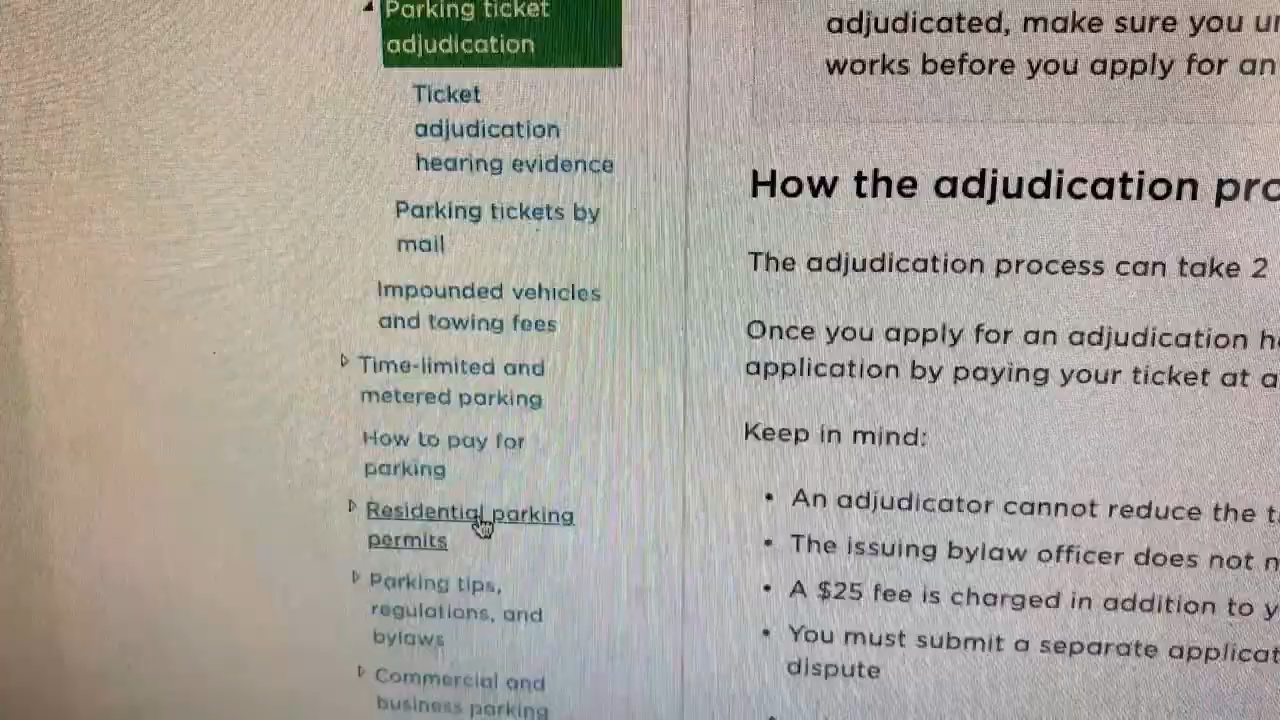 Parking ticket
adjudication
Ticket
adjudication
hearing evidence
Parking tickets by
mail
Impounded vehicles
and towing fees
Time-limited and
metered parking
How to pay for
parking
Residential parking
permits
Parking tips,
regulations, and
bylaws
Commercial and
business parking
adjudicated, make sure you
works before you apply for an
How the adjudication
The adjudication process can take 2
Once you apply for an adjudication
application by paying your ticket at
Keep in mind:
• An adjudicator cannot reduce the
• The issuing bylaw officer does not
• A $25 fee is charged in addition to
• You must submit a separate
dispute